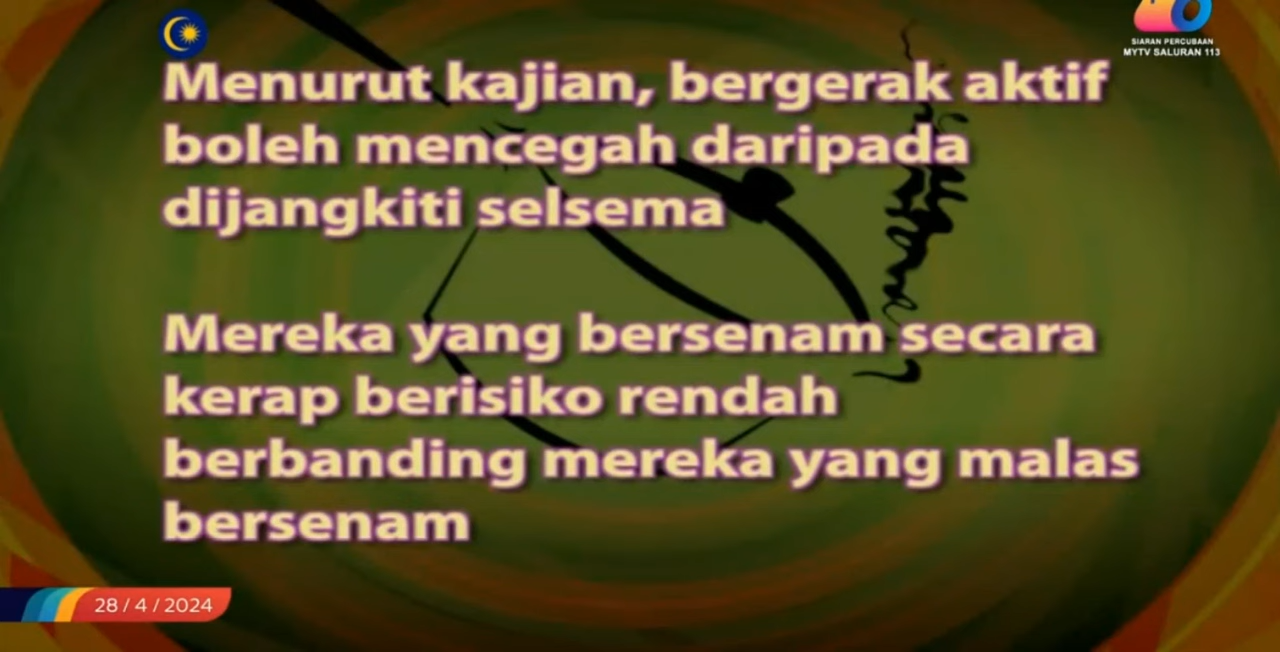 SIARAN PERCUBAAN
MYTV SALURAN 113
Menurut kajian, bergerak aktif
boleh mencegah daripada
dijangkiti selsema
Mereka yang bersenam secara
kerap berisiko rendah
berbanding mereka yang malas
bersenam
28 / 4 / 2024